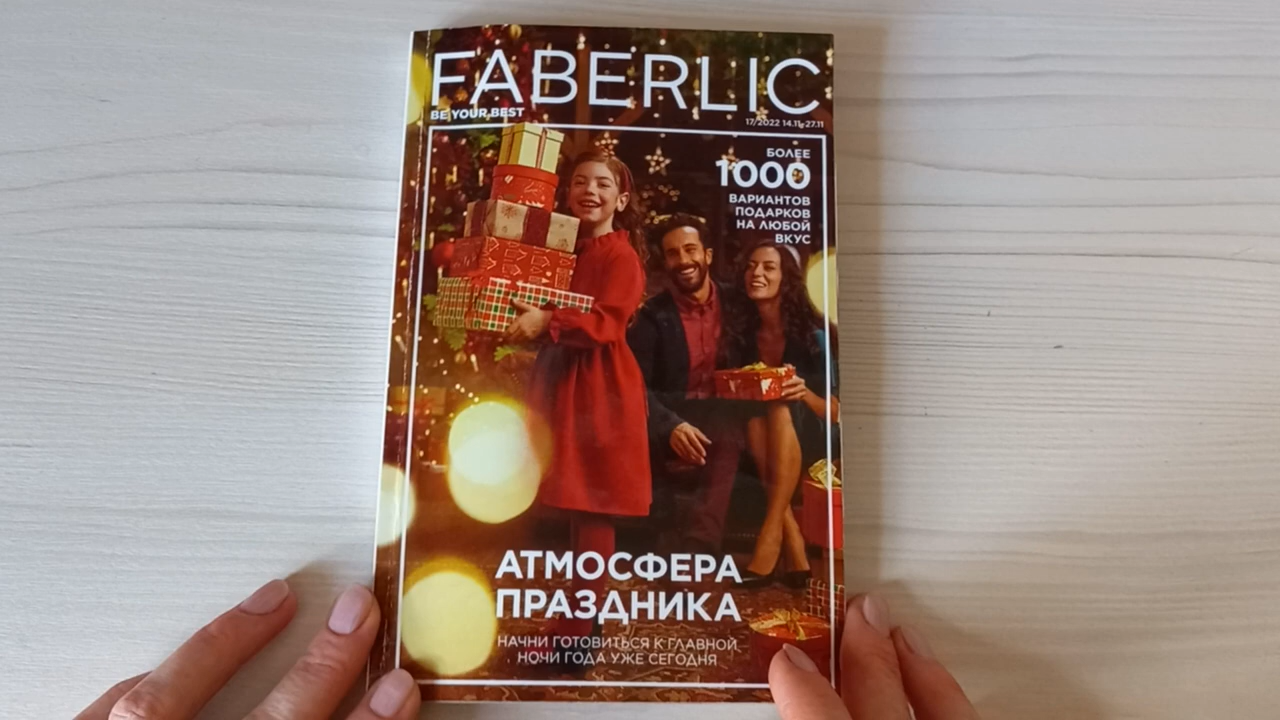 FABERLIC
BE YOUR BEST
17/2022 14.11-27.11
БОЛЕЕ
1000
ВАРИАНТОВ
ПОДАРКОВ
НА ЛЮБОЙ
ВКУС
АТМОСФЕРА
ПРАЗДНИКА
НАЧНИ ГОТОВИТЬСЯ К ГЛАВНОЙ
НОЧИ ГОДА УЖЕ СЕГОДНЯ